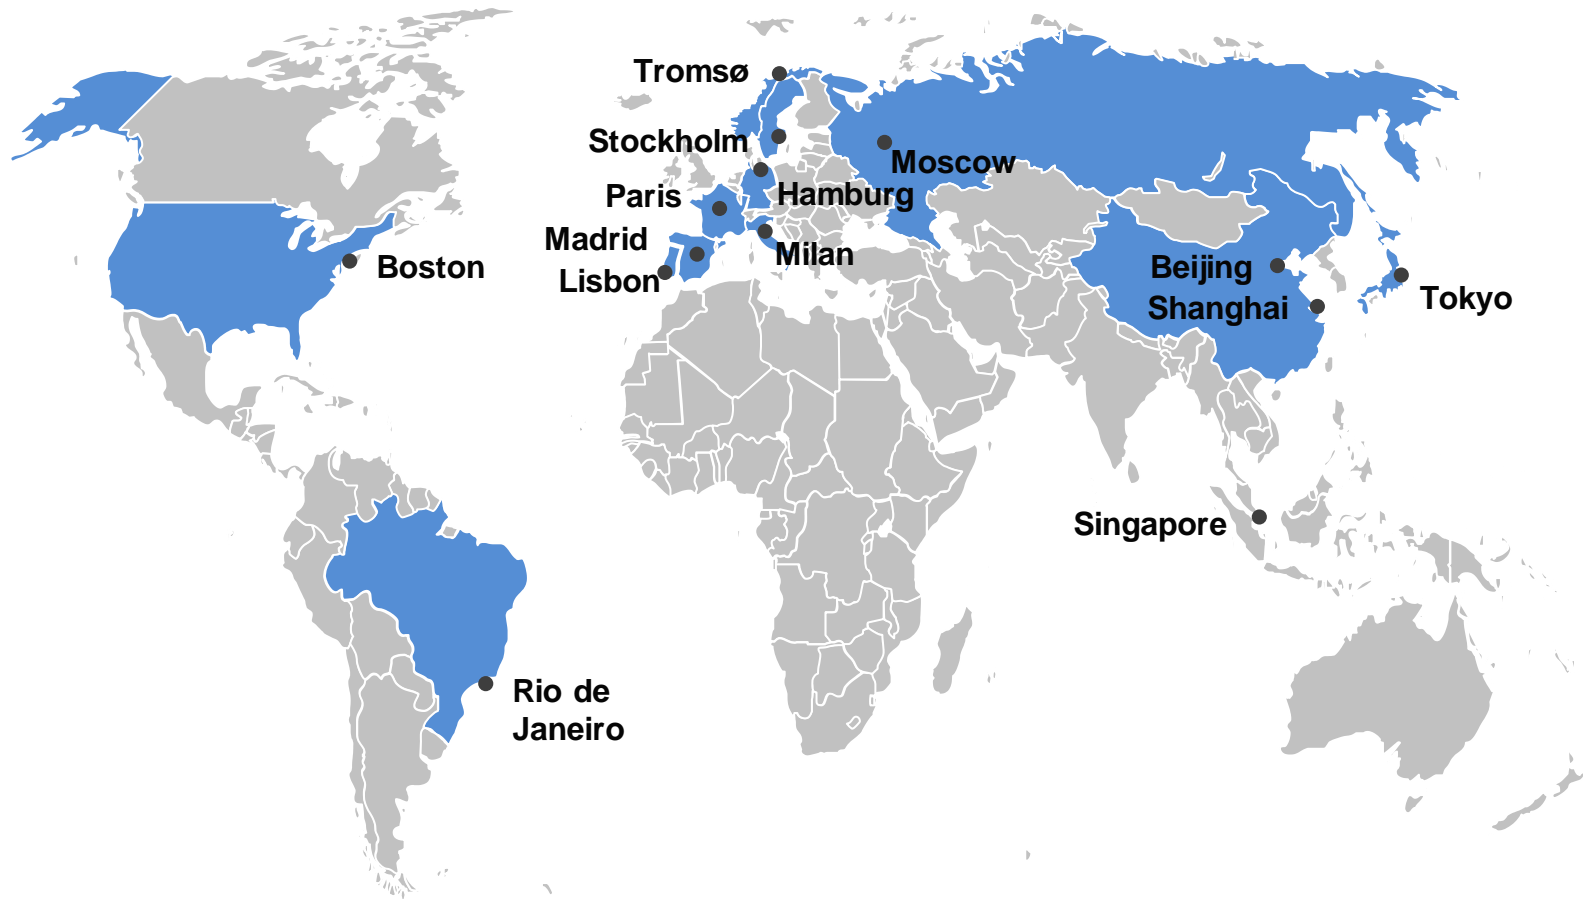 Tromsø
Stockholm
Moscow
Paris
Hamburg
Madrid
Milan
Lisbon
Boston
Beijing
Shanghai
Tokyo
Singapore
Rio de
Janeiro